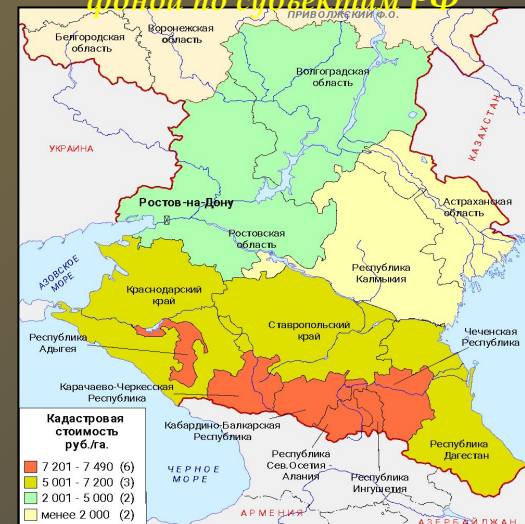 фоной по субъектам РФ
ПРИВОЛЖСКИЙ Ф.О.
Белгородская
область
Воронежская
область
Волгоградская
область
УКРАИНА
КАЗАХСТАН
Ростов-на-Дону
Астраханская
область
Ростовская
область
АЗОВСКОЕ
МОРЕ
Республика
Калмыкия
Краснодарский
край
Ставропольский
край
Чеченская
Республика
Республика
Адыгея
Карачаево-Черкесская
Республика
Кабардино-Балкарская
Республика
Республика
Сев.Осетия -
Алания
Республика
Ингушетия
Республика
Дагестан
ЧЕРНОЕ
МОРЕ
АРМЕНИЯ
АЗЕРБАЙДЖАН
Кадастровая
стоимость
руб./га.
7 201 - 7 490 (6)
5 001 - 7 200 (3)
2 001 - 5 000 (2)
менее 2 000 (2)